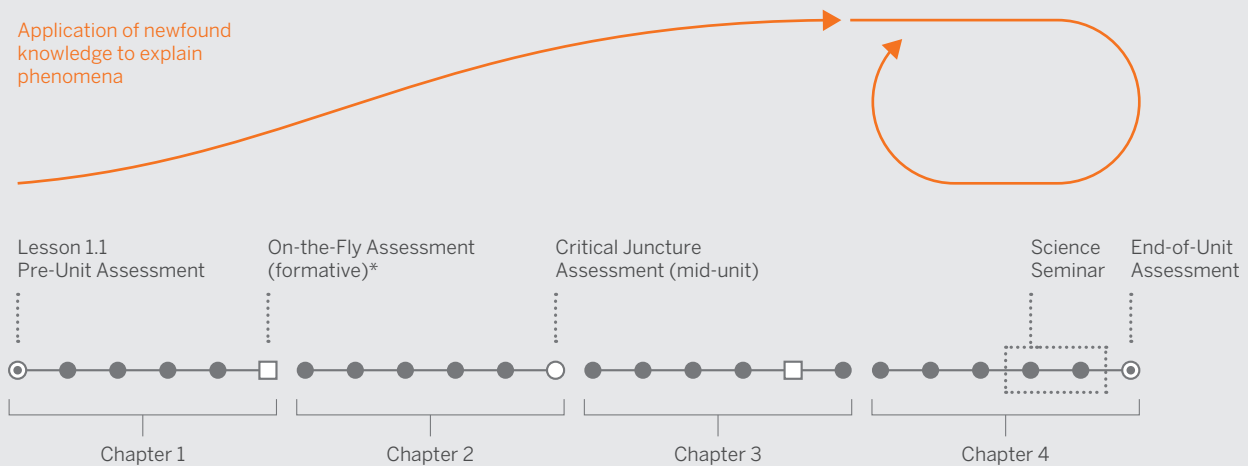 Application of newfound
knowledge to explain
phenomena
Lesson 1.1
Pre-Unit Assessment
On-the-Fly Assessment
(formative)*
Critical Juncture
Assessment (mid-unit)
Science
Seminar
End-of-Unit
Assessment
Chapter 1
Chapter 2
Chapter 3
Chapter 4